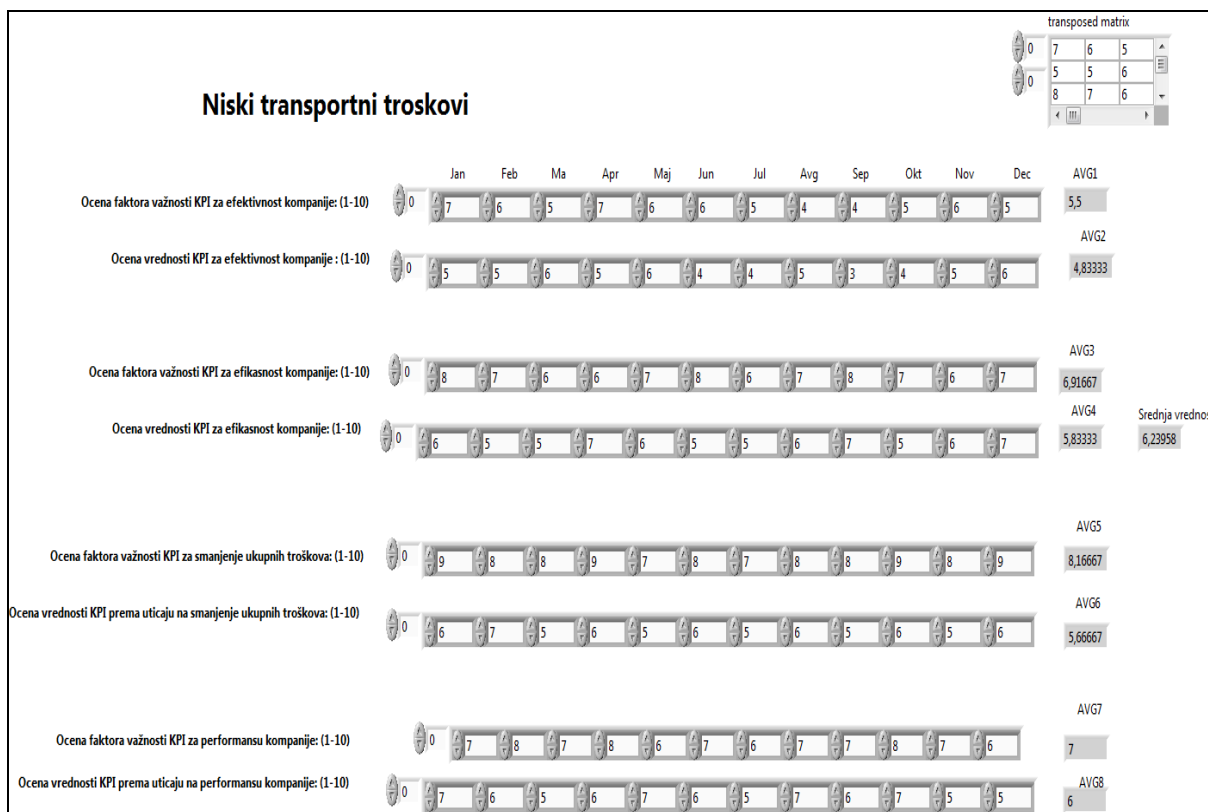 transposed matrix
0 7 6 5
0 5 5 6
8 7 6
Niski transportni troskovi
Jan Feb Ma Apr Maj Jun Jul Avg Sep Okt Nov Dec AVG1
Ocena faktora važnosti KPI za efektivnost kompanije: (1-10) 0 7 6 5 7 6 6 5 4 4 5 6 5 5,5
AVG2
Ocena vrednosti KPI za efektivnost kompanije : (1-10) 0 5 5 6 5 6 4 4 5 3 4 5 6 4,83333
AVG3
Ocena faktora važnosti KPI za efikasnost kompanije: (1-10) 0 8 7 6 6 7 8 6 7 8 7 6 7 6,91667
AVG4 Srednja vrednos
Ocena vrednosti KPI za efikasnost kompanije: (1-10) 0 6 5 5 7 6 5 5 6 7 5 6 7 5,83333 6,23958
AVG5
Ocena faktora važnosti KPI za smanjenje ukupnih troškova: (1-10) 0 9 8 8 9 7 8 7 8 8 9 8 9 8,16667
AVG6
Ocena vrednosti KPI prema uticaju na smanjenje ukupnih troškova: (1-10) 0 6 7 5 6 5 6 5 6 5 6 5 6 5,66667
AVG7
Ocena faktora važnosti KPI za performansu kompanije: (1-10) 0 7 8 7 8 6 7 6 7 7 8 7 6 7
AVG8
Ocena vrednosti KPI prema uticaju na performansu kompanije: (1-10) 0 7 6 5 6 7 6 5 7 6 7 5 5 6